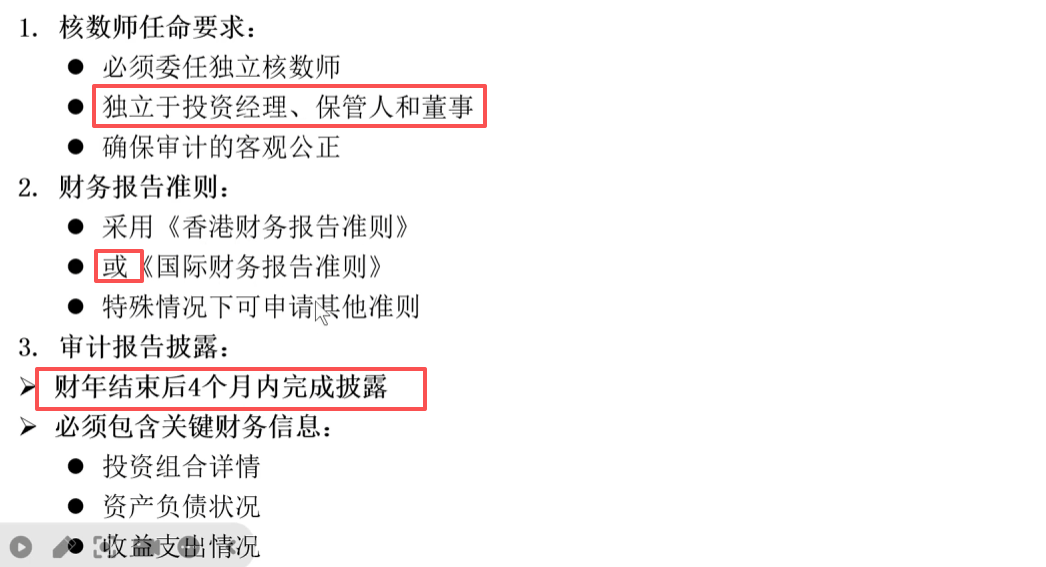 1. 核数师任命要求：
● 必须委任独立核数师
● 独立于投资经理、保管人和董事
● 确保审计的客观公正
2. 财务报告准则：
● 采用《香港财务报告准则》
● 或《国际财务报告准则》
● 特殊情况下可申请其他准则
3. 审计报告披露：
➢ 财年结束后4个月内完成披露
➢ 必须包含关键财务信息：
● 投资组合详情
● 资产负债状况
● 收益支出情况